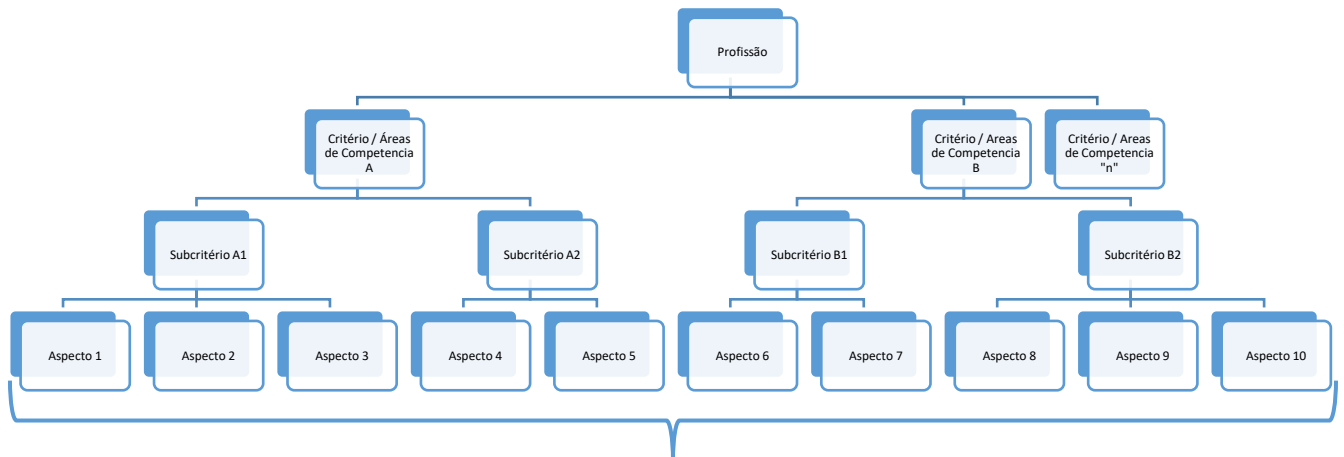 Profissão
Critério / Áreas
de Competencia
A
Critério / Areas
de Competencia
B
Critério / Areas
de Competencia
"n"
Subcritério A1
Subcritério A2
Subcritério B1
Subcritério B2
Aspecto 1
Aspecto 2
Aspecto 3
Aspecto 4
Aspecto 5
Aspecto 6
Aspecto 7
Aspecto 8
Aspecto 9
Aspecto 10